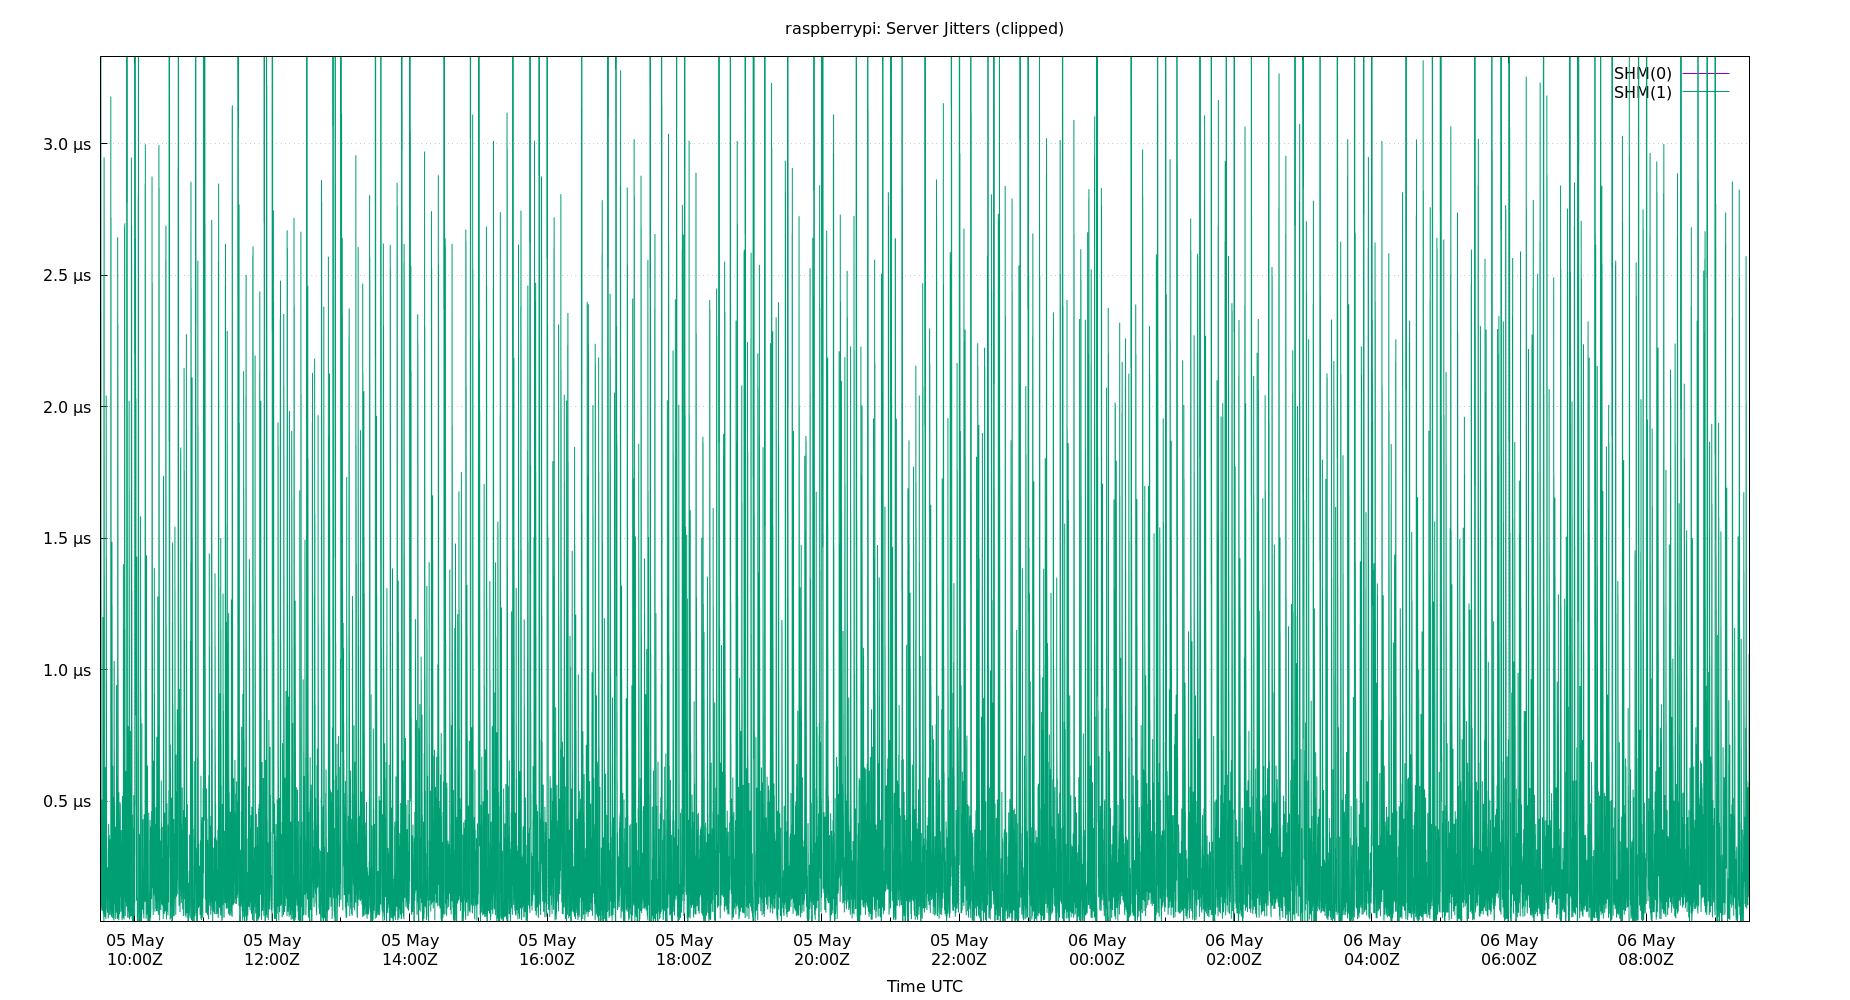 raspberrypi: Server Jitters (clipped)
SHM(0)
SHM(1)
3.0 µs
2.5 µs
2.0 µs
1.5 µs
1.0 µs
0.5 µs
05 May 05 May 05 May 05 May 05 May 05 May 05 May 06 May 06 May 06 May 06 May 06 May
10:00Z 12:00Z 14:00Z 16:00Z 18:00Z 20:00Z 22:00Z 00:00Z 02:00Z 04:00Z 06:00Z 08:00Z
Time UTC